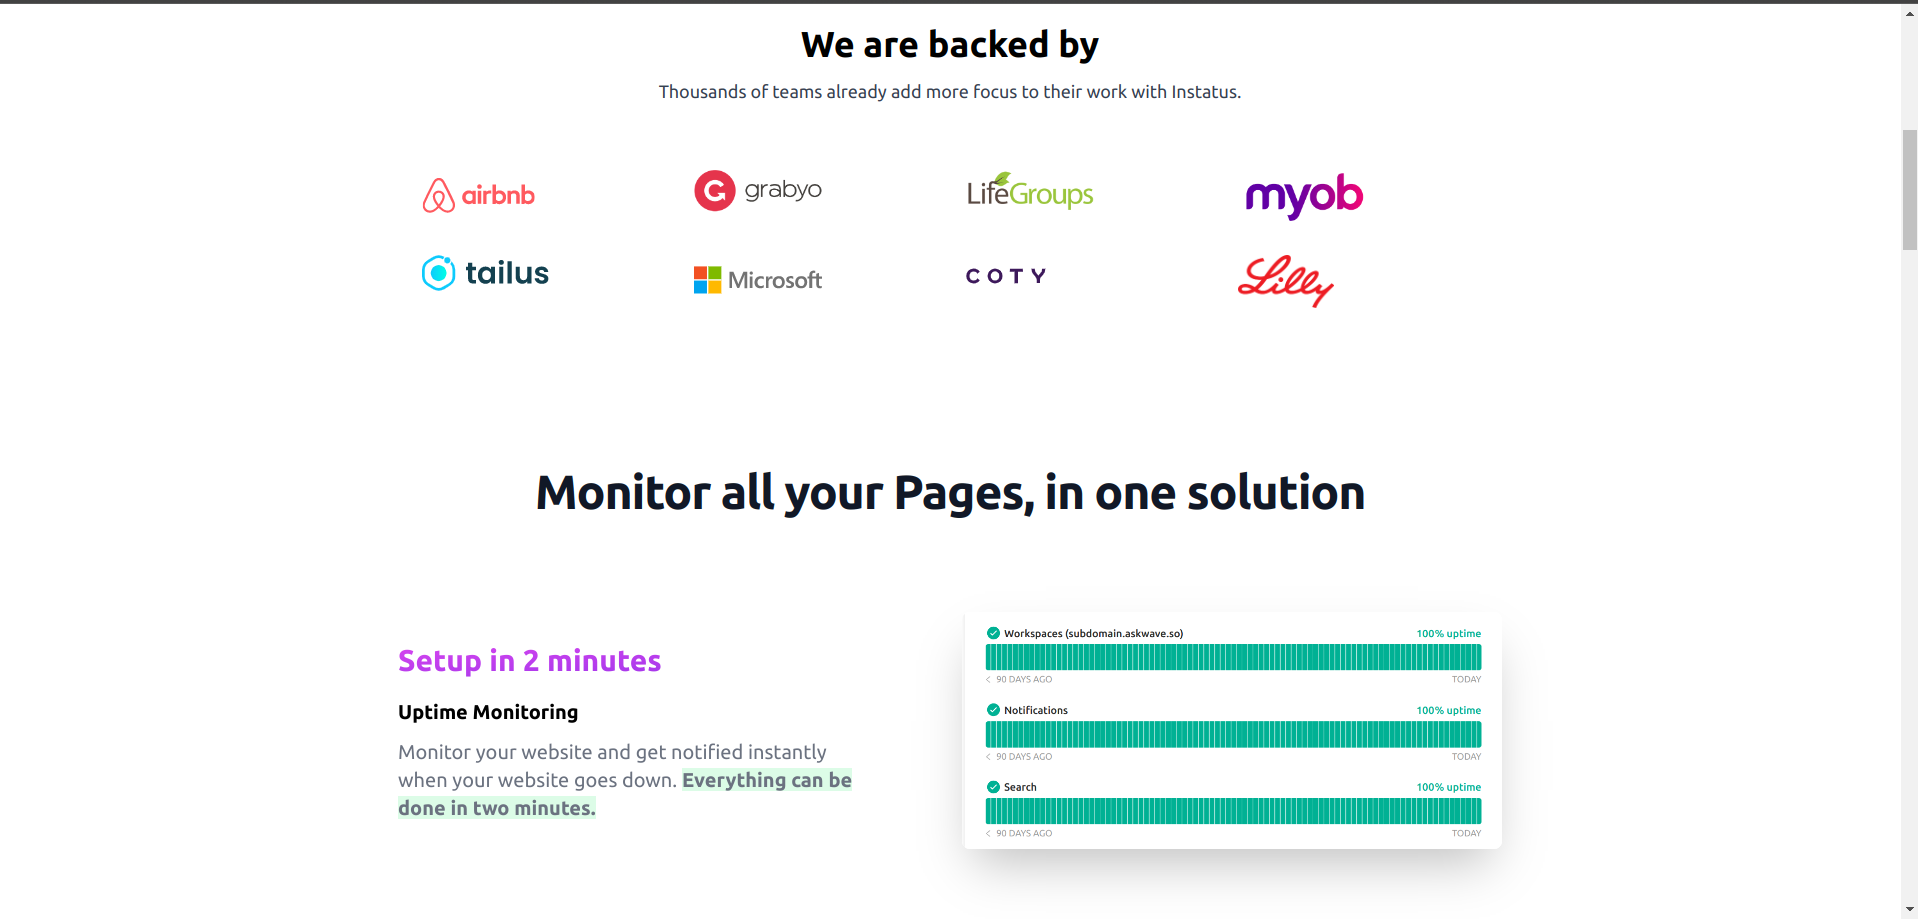 We are backed by
Thousands of teams already add more focus to their work with Instatus.
airbnb
grabyo
LifeGroups
myob
tailus
Microsoft
COTY
Lilly
Monitor all your Pages, in one solution
Setup in 2 minutes
Uptime Monitoring
Monitor your website and get notified instantly
when your website goes down. Everything can be
done in two minutes.
Workspaces (subdomain.askwave.so) 100% uptime
90 DAYS AGO TODAY
Notifications 100% uptime
90 DAYS AGO TODAY
Search 100% uptime
90 DAYS AGO TODAY